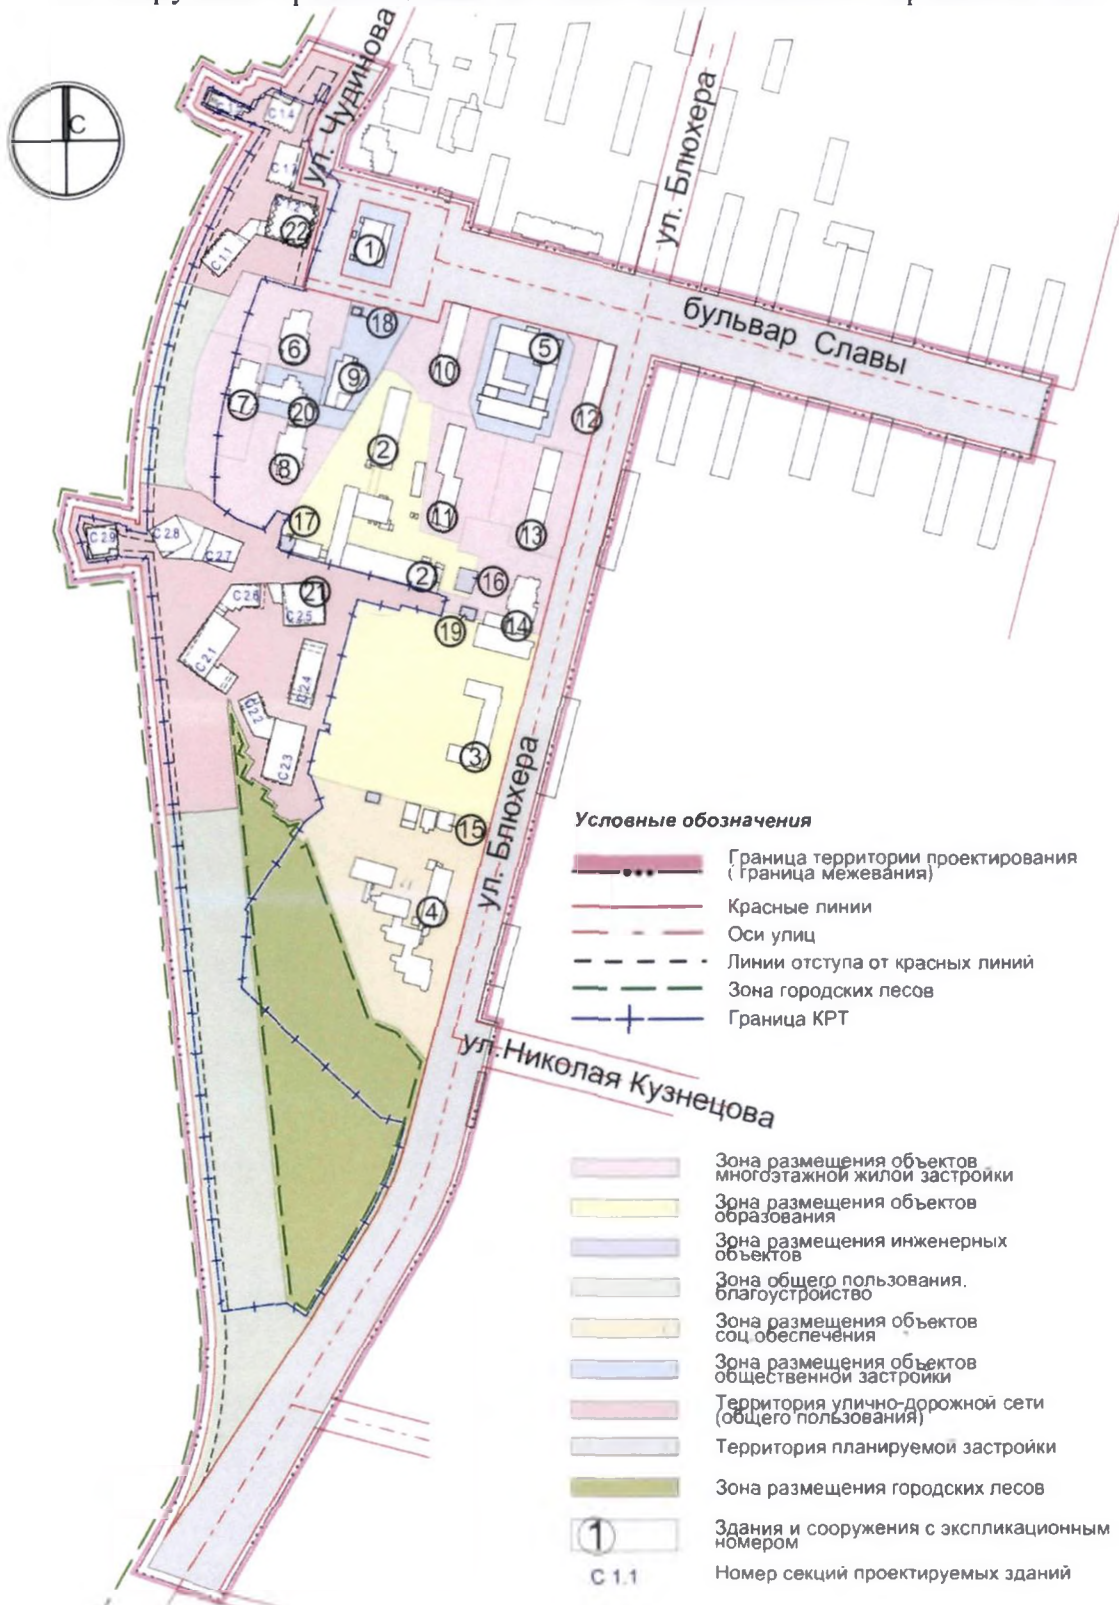 ул. Чудинова
ул. Блюхера
С
С 1.4
С 1.1
22
1
бульвар Славы
18
6
5
10
9
7
20
12
2
8
11
17
13
С 2.9
С 2.8
С 2.7
2
16
21
С 2.6
С 2.5
19
14
С 2.1
С 2.4
С 2.2
С 2.3
3
ул. Блюхера
15
4
ул. Николая Кузнецова
Условные обозначения
Граница территории проектирования
( граница межевания)
Красные линии
Оси улиц
Линии отступа от красных линий
Зона городских лесов
Граница КРТ
Зона размещения объектов
многоэтажной жилой застройки
Зона размещения объектов
образования
Зона размещения инженерных
объектов
Зона общего пользования.
благоустройство
Зона размещения объектов
соц.обеспечения
Зона размещения объектов
общественной застройки
Территория улично-дорожной сети
(общего пользования)
Территория планируемой застройки
Зона размещения городских лесов
1
Здания и сооружения с экспликационным
номером
С 1.1
Номер секций проектируемых зданий